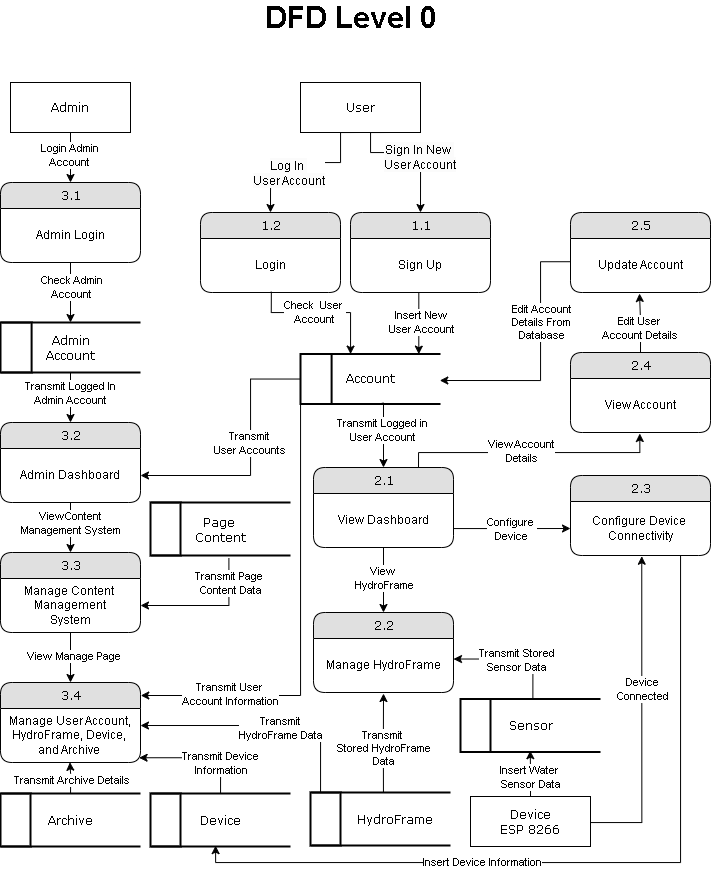 DFD Level 0
Admin
User
Login Admin
Account
Log In
User Account
Sign In New
User Account
3.1
Admin Login
1.2
Login
1.1
Sign Up
2.5
Update Account
Check Admin
Account
Check User
Account
Insert New
User Account
Edit Account
Details From
Database
Edit User
Account Details
Admin
Account
Account
2.4
View Account
Transmit Logged In
Admin Account
Transmit
User Accounts
Transmit Logged in
User Account
View Account
Details
3.2
Admin Dashboard
2.1
View Dashboard
2.3
Configure Device
Connectivity
Configure
Device
View Content
Management System
Page
Content
3.3
Manage Content
Management
System
Transmit Page
Content Data
View
HydroFrame
2.2
Manage HydroFrame
View Manage Page
Transmit Stored
Sensor Data
Device
Connected
3.4
Manage User Account,
HydroFrame, Device,
and Archive
Transmit User
Account Information
Transmit
HydroFrame Data
Transmit
Stored HydroFrame
Data
Sensor
Transmit Device
Information
Transmit Archive Details
Insert Water
Sensor Data
Archive
Device
HydroFrame
Device
ESP 8266
Insert Device Information